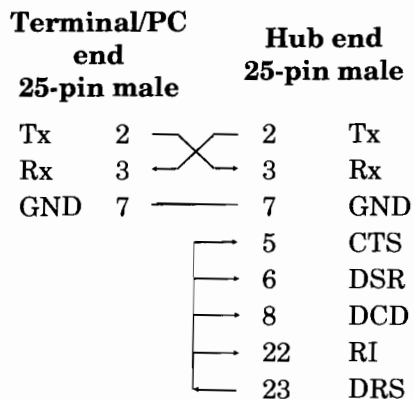 Terminal/PC
end
25-pin male
Hub end
25-pin male
Tx 2 2 Tx
Rx 3 3 Rx
GND 7 7 GND
5 CTS
6 DSR
8 DCD
22 RI
23 DRS